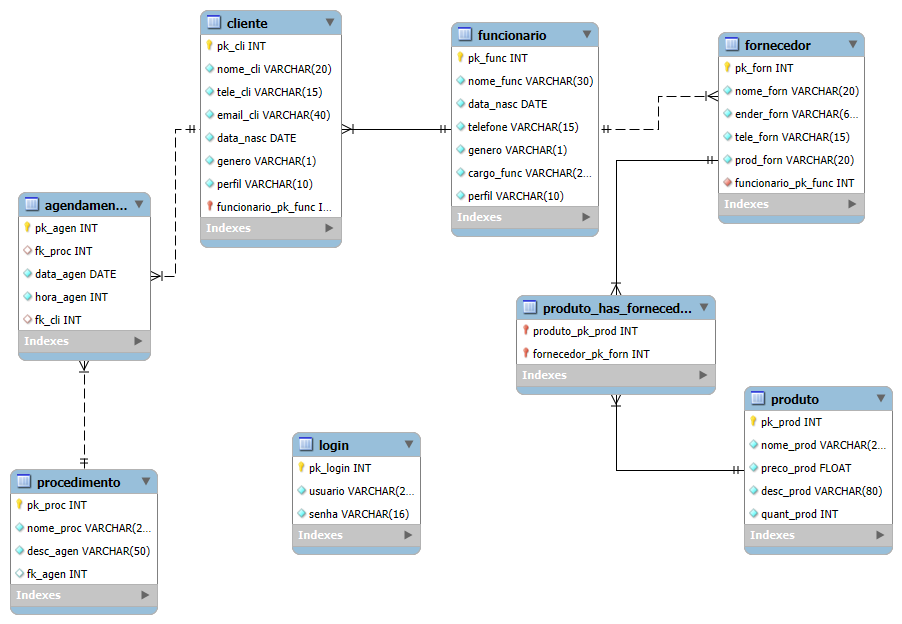 cliente
pk_cli INT
nome_cli VARCHAR(20)
tele_cli VARCHAR(15)
email_cli VARCHAR(40)
data_nasc DATE
genero VARCHAR(1)
perfil VARCHAR(10)
funcionario_pk_func I...
Indexes
funcionario
pk_func INT
nome_func VARCHAR(30)
data_nasc DATE
telefone VARCHAR(15)
genero VARCHAR(1)
cargo_func VARCHAR(2...
perfil VARCHAR(10)
Indexes
fornecedor
pk_forn INT
nome_forn VARCHAR(20)
ender_forn VARCHAR(6...
tele_forn VARCHAR(15)
prod_forn VARCHAR(20)
funcionario_pk_func INT
Indexes
agendamen...
pk_agen INT
fk_proc INT
data_agen DATE
hora_agen INT
fk_cli INT
Indexes
produto_has_forneced...
produto_pk_prod INT
fornecedor_pk_forn INT
Indexes
produto
pk_prod INT
nome_prod VARCHAR(2...
preco_prod FLOAT
desc_prod VARCHAR(80)
quant_prod INT
Indexes
login
pk_login INT
usuario VARCHAR(2...
senha VARCHAR(16)
Indexes
procedimento
pk_proc INT
nome_proc VARCHAR(2...
desc_agen VARCHAR(50)
fk_agen INT
Indexes